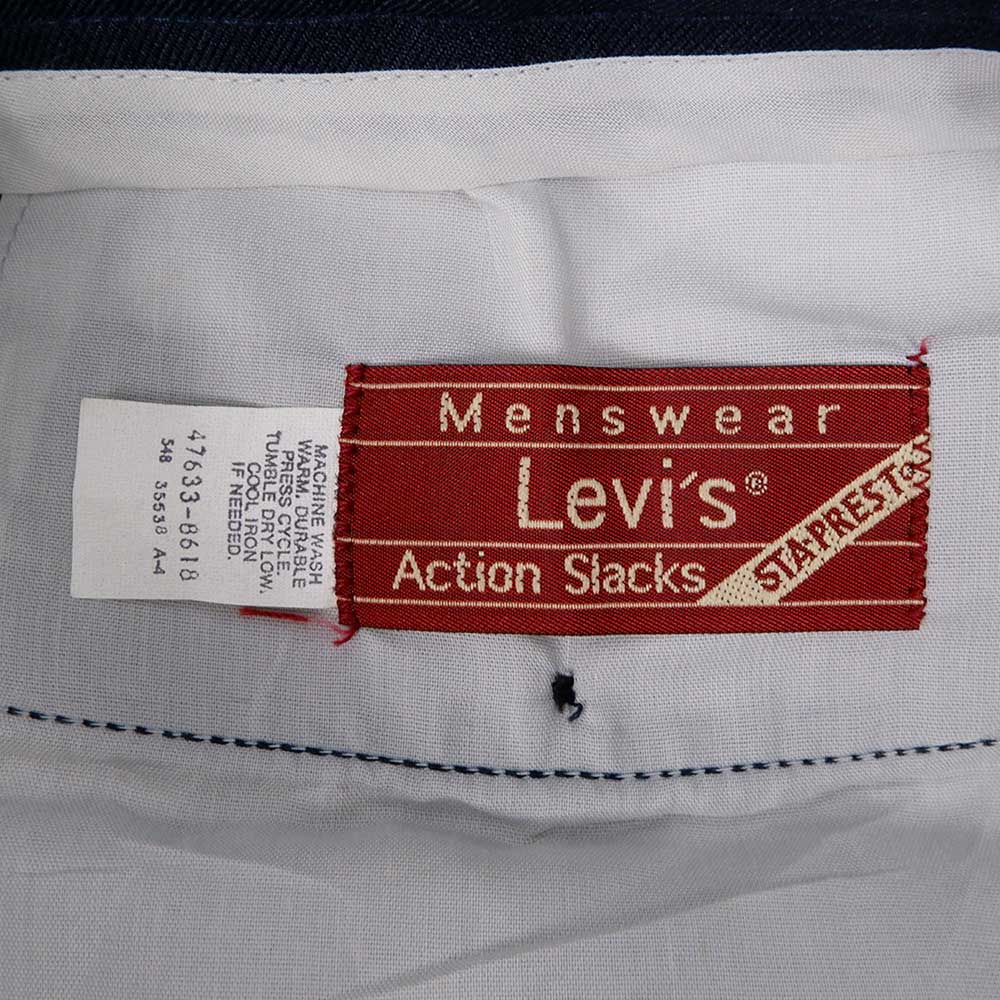 Menswear
Levi's®
Action Slacks
STA-PREST®
MACHINE WASH
WARM, DURABLE
PRESS CYCLE.
TUMBLE DRY LOW.
COOL IRON
IF NEEDED.
47633-8618
548 35538 A-4